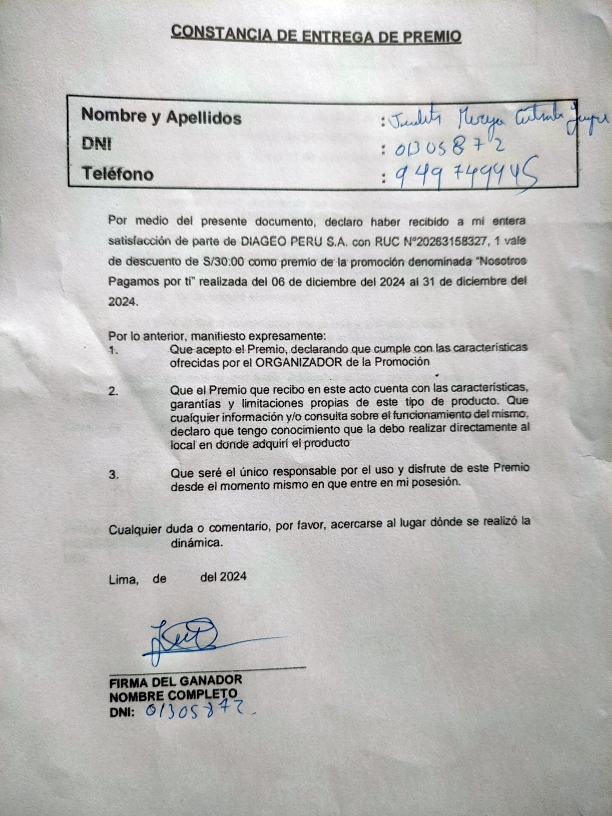 CONSTANCIA DE ENTREGA DE PREMIO
Nombre y Apellidos : Judith
DNI : 01305872
Teléfono : 949749945
Por medio del presente documento, declaro haber recibido a mi entera
satisfacción de parte de DIAGEO PERU S.A. con RUC N°20263158327, 1 vale
de descuento de S/30:00 como premio de la promoción denominada "Nosotros
Pagamos por ti" realizada del 06 de diciembre del 2024 al 31 de diciembre del
2024.
Por lo anterior, manifiesto expresamente:
1. Que acepto el Premio, declarando que cumple con las características
ofrecidas por el ORGANIZADOR de la Promoción
2. Que el Premio que recibo en este acto cuenta con las características,
garantías y limitaciones propias de este tipo de producto. Que
cualquier información y/o consulta sobre el funcionamiento del mismo,
declaro que tengo conocimiento que la debo realizar directamente al
local en donde adquirí el producto
3. Que seré el único responsable por el uso y disfrute de este Premio
desde el momento mismo en que entre en mi posesión.
Cualquier duda o comentario, por favor, acercarse al lugar dónde se realizó la
dinámica.
Lima, de del 2024
FIRMA DEL GANADOR
NOMBRE COMPLETO
DNI: 01305872